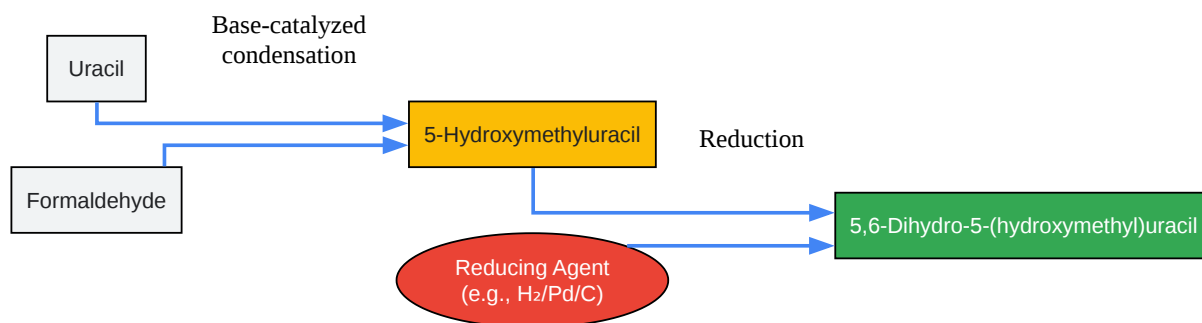 Base-catalyzed
condensation
Uracil
5-Hydroxymethyluracil
Reduction
Formaldehyde
5,6-Dihydro-5-(hydroxymethyl)uracil
Reducing Agent
(e.g., H₂/Pd/C)